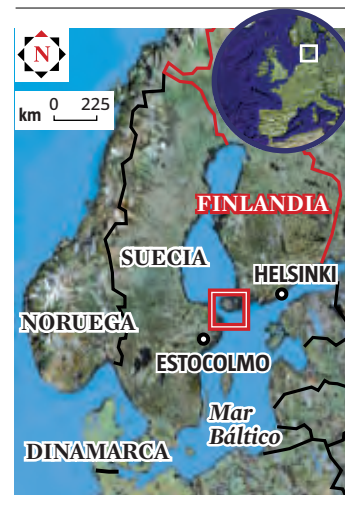 N
km 0 225
FINLANDIA
SUECIA
HELSINKI
NORUEGA
ESTOCOLMO
Mar
Báltico
DINAMARCA